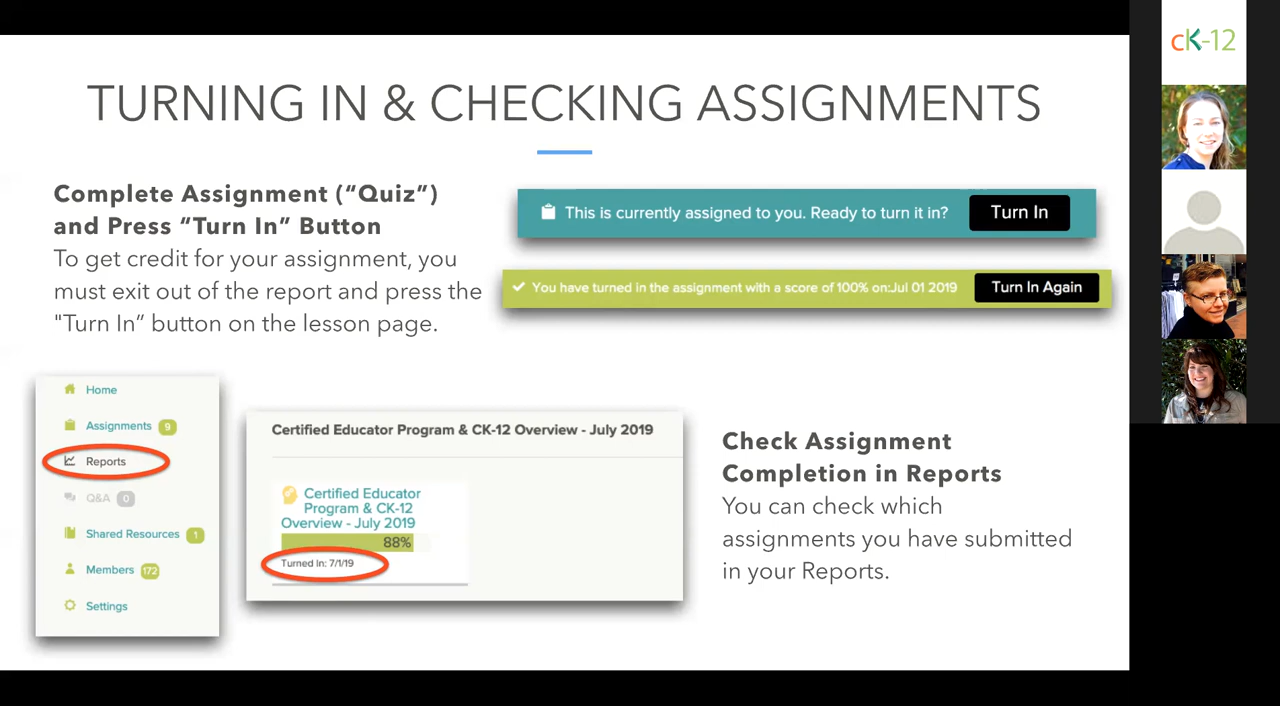 TURNING IN & CHECKING ASSIGNMENTS
Complete Assignment (“Quiz”)
and Press “Turn In” Button
To get credit for your assignment, you
must exit out of the report and press the
"Turn In” button on the lesson page.
This is currently assigned to you. Ready to turn it in?
Turn In
You have turned in the assignment with a score of 100% on:Jul 01 2019
Turn In Again
Home
Assignments 9
Reports
Q&A 0
Shared Resources 1
Members 172
Settings
Certified Educator Program & CK-12 Overview - July 2019
Certified Educator
Program & CK-12
Overview - July 2019
88%
Turned In: 7/1/19
Check Assignment
Completion in Reports
You can check which
assignments you have submitted
in your Reports.
cK-12